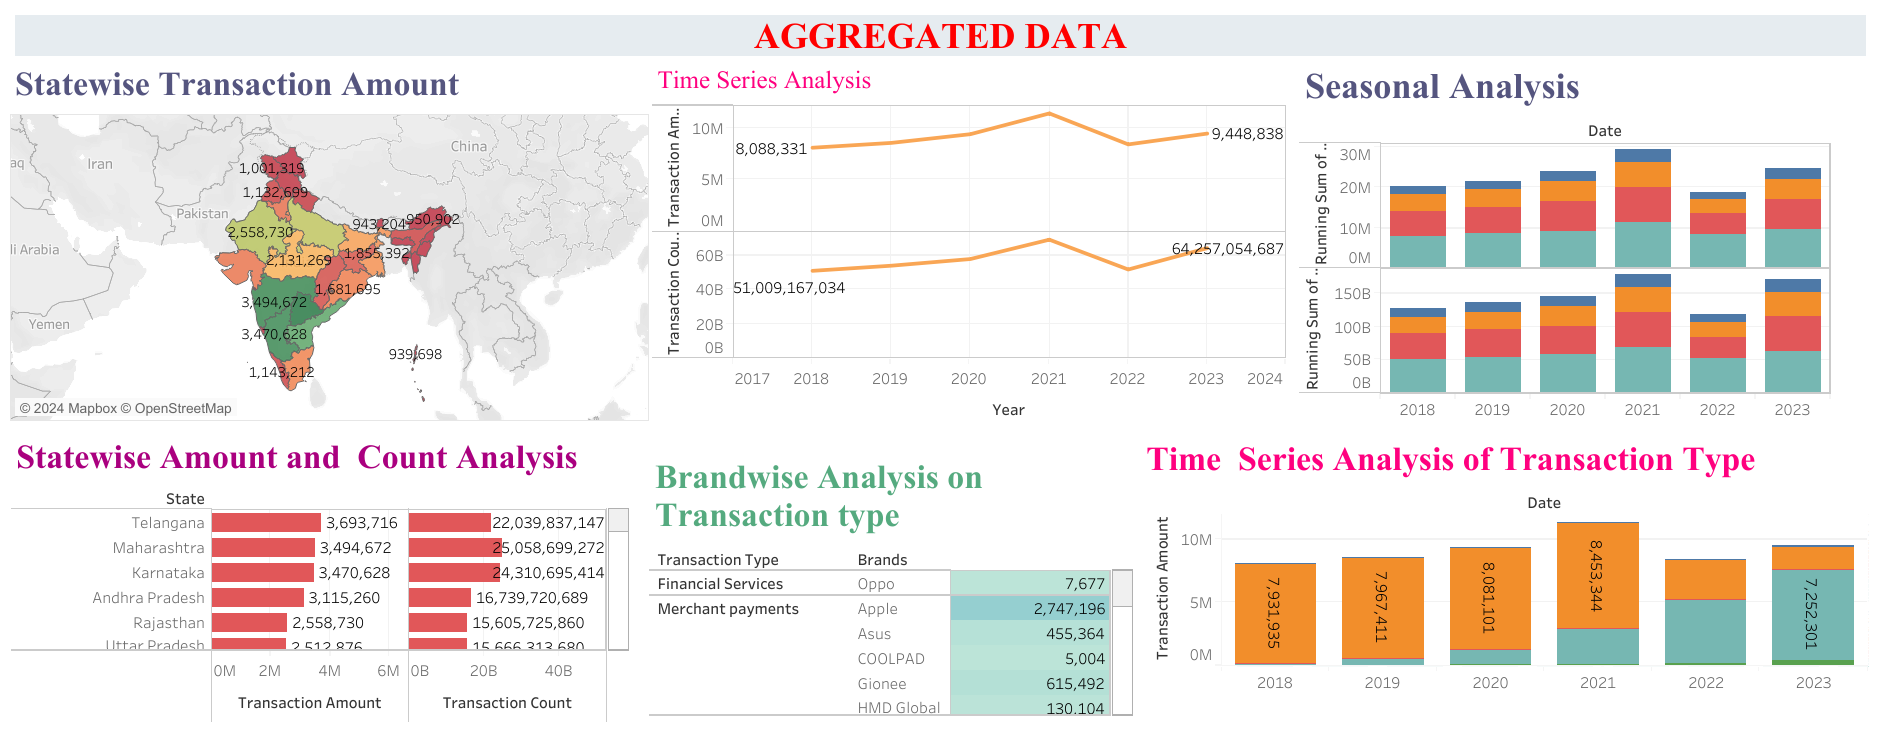 AGGREGATED DATA
Statewise Transaction Amount
aq
Iran
China
Pakistan
li Arabia
Yemen
1,001,319
1,132,699
2,558,730
943,204
950,902
2,131,269
1,855,392
1,681,695
3,494,672
3,470,628
939,698
1,143,212
© 2024 Mapbox © OpenStreetMap
Time Series Analysis
Transaction Am..
10M
5M
0M
8,088,331
9,448,838
Transaction Cou..
60B
40B
20B
0B
64,257,054,687
51,009,167,034
2017 2018 2019 2020 2021 2022 2023 2024
Year
Seasonal Analysis
Date
Running Sum of ..
30M
20M
10M
0M
Running Sum of ..
150B
100B
50B
0B
2018 2019 2020 2021 2022 2023
Statewise Amount and Count Analysis
State
Telangana 3,693,716 22,039,837,147
Maharashtra 3,494,672 25,058,699,272
Karnataka 3,470,628 24,310,695,414
Andhra Pradesh 3,115,260 16,739,720,689
Rajasthan 2,558,730 15,605,725,860
Uttar Pradesh 2,512,876 15,666,313,680
0M 2M 4M 6M 0B 20B 40B
Transaction Amount Transaction Count
Brandwise Analysis on
Transaction type
Transaction Type Brands
Financial Services Oppo 7,677
Merchant payments Apple 2,747,196
Asus 455,364
COOLPAD 5,004
Gionee 615,492
HMD Global 130,104
Time Series Analysis of Transaction Type
Date
Transaction Amount
10M
5M
0M
7,931,935
7,967,411
8,081,101
8,453,344
7,252,301
2018 2019 2020 2021 2022 2023